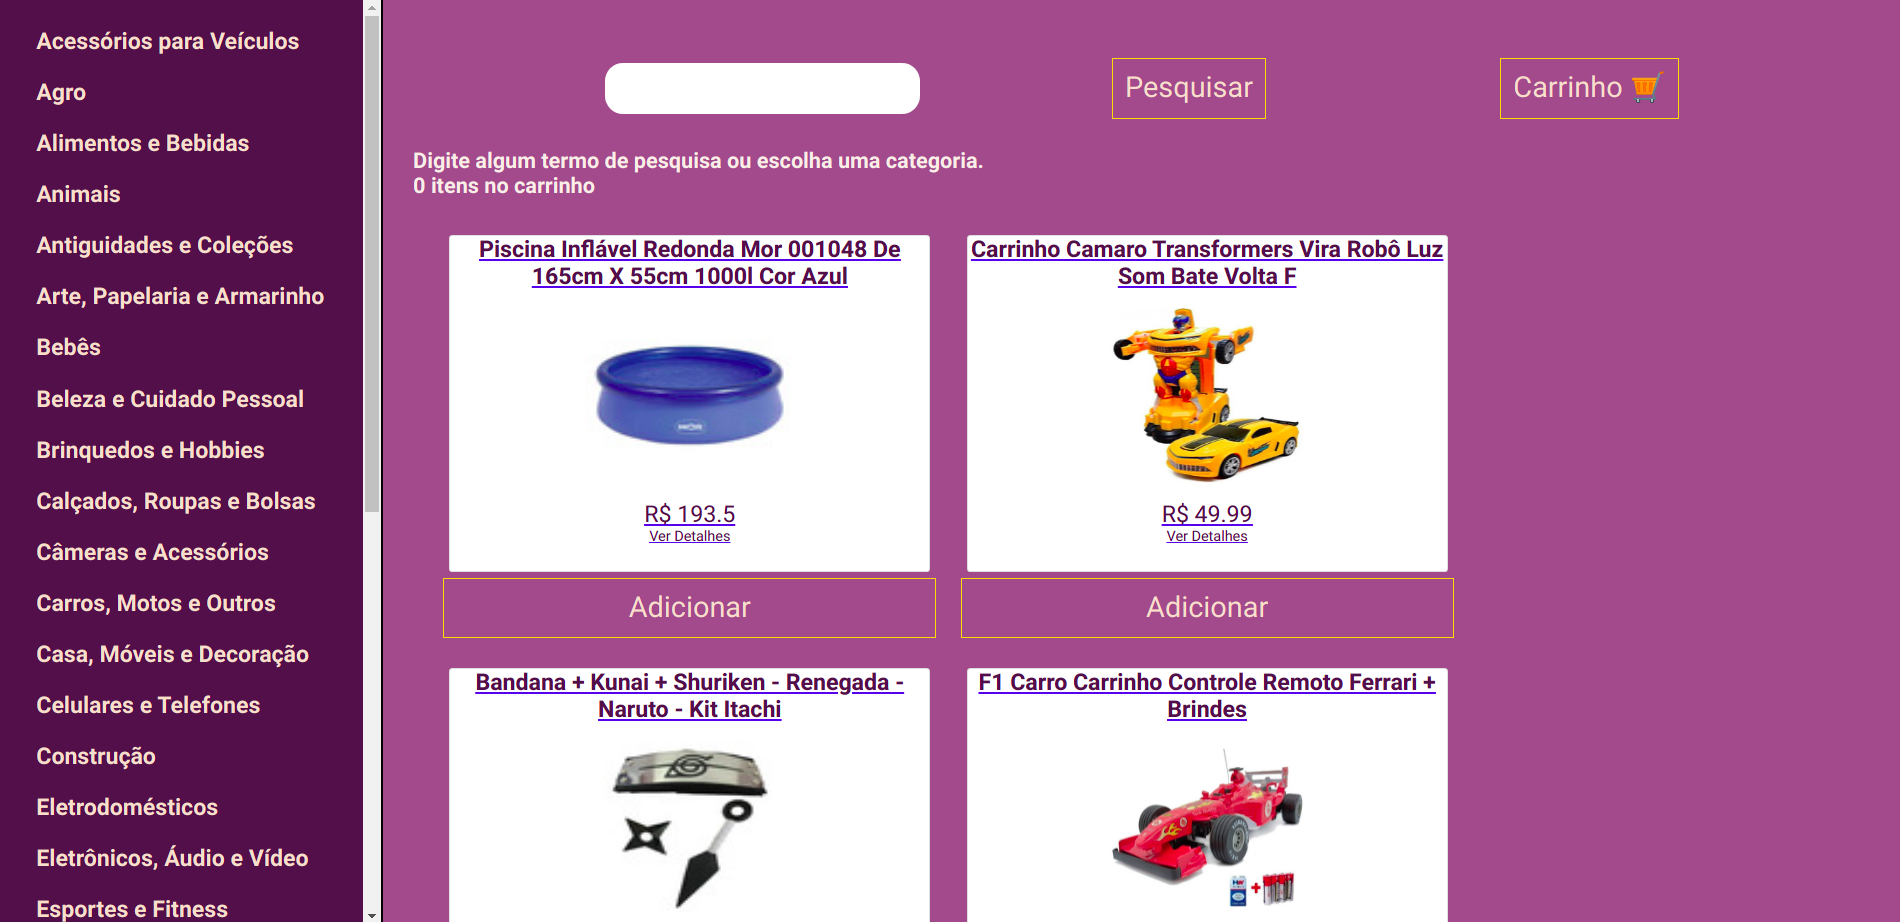 Acessórios para Veículos
Agro
Alimentos e Bebidas
Animais
Antiguidades e Coleções
Arte, Papelaria e Armarinho
Bebês
Beleza e Cuidado Pessoal
Brinquedos e Hobbies
Calçados, Roupas e Bolsas
Câmeras e Acessórios
Carros, Motos e Outros
Casa, Móveis e Decoração
Celulares e Telefones
Construção
Eletrodomésticos
Eletrônicos, Áudio e Vídeo
Esportes e Fitness
Pesquisar
Carrinho 🛒
Digite algum termo de pesquisa ou escolha uma categoria.
0 itens no carrinho
Piscina Inflável Redonda Mor 001048 De
165cm X 55cm 1000l Cor Azul
MOR
R$ 193.5
Ver Detalhes
Adicionar
Carrinho Camaro Transformers Vira Robô Luz
Som Bate Volta F
R$ 49.99
Ver Detalhes
Adicionar
Bandana + Kunai + Shuriken - Renegada -
Naruto - Kit Itachi
F1 Carro Carrinho Controle Remoto Ferrari +
Brindes